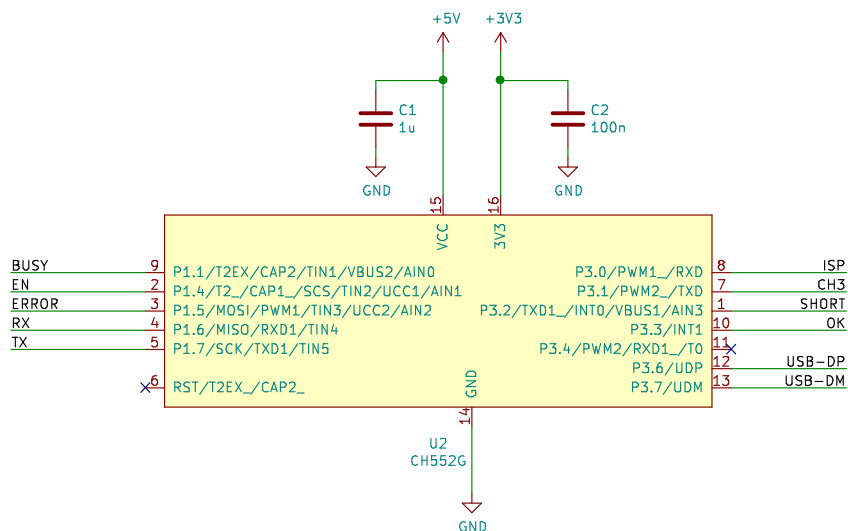 +5V
+3V3
C1
1u
C2
100n
GND
GND
15
16
VCC
3V3
BUSY
9
P1.1/T2EX/CAP2/TIN1/VBUS2/AIN0
P3.0/PWM1_/RXD
8
ISP
EN
2
P1.4/T2_/CAP1_/SCS/TIN2/UCC1/AIN1
P3.1/PWM2_/TXD
7
CH3
ERROR
3
P1.5/MOSI/PWM1/TIN3/UCC2/AIN2
P3.2/TXD1_/INT0/VBUS1/AIN3
1
SHORT
RX
4
P1.6/MISO/RXD1/TIN4
P3.3/INT1
10
OK
TX
5
P1.7/SCK/TXD1/TIN5
P3.4/PWM2/RXD1_/T0
11
P3.6/UDP
12
USB-DP
6
RST/T2EX_/CAP2_
GND
P3.7/UDM
13
USB-DM
14
U2
CH552G
GND